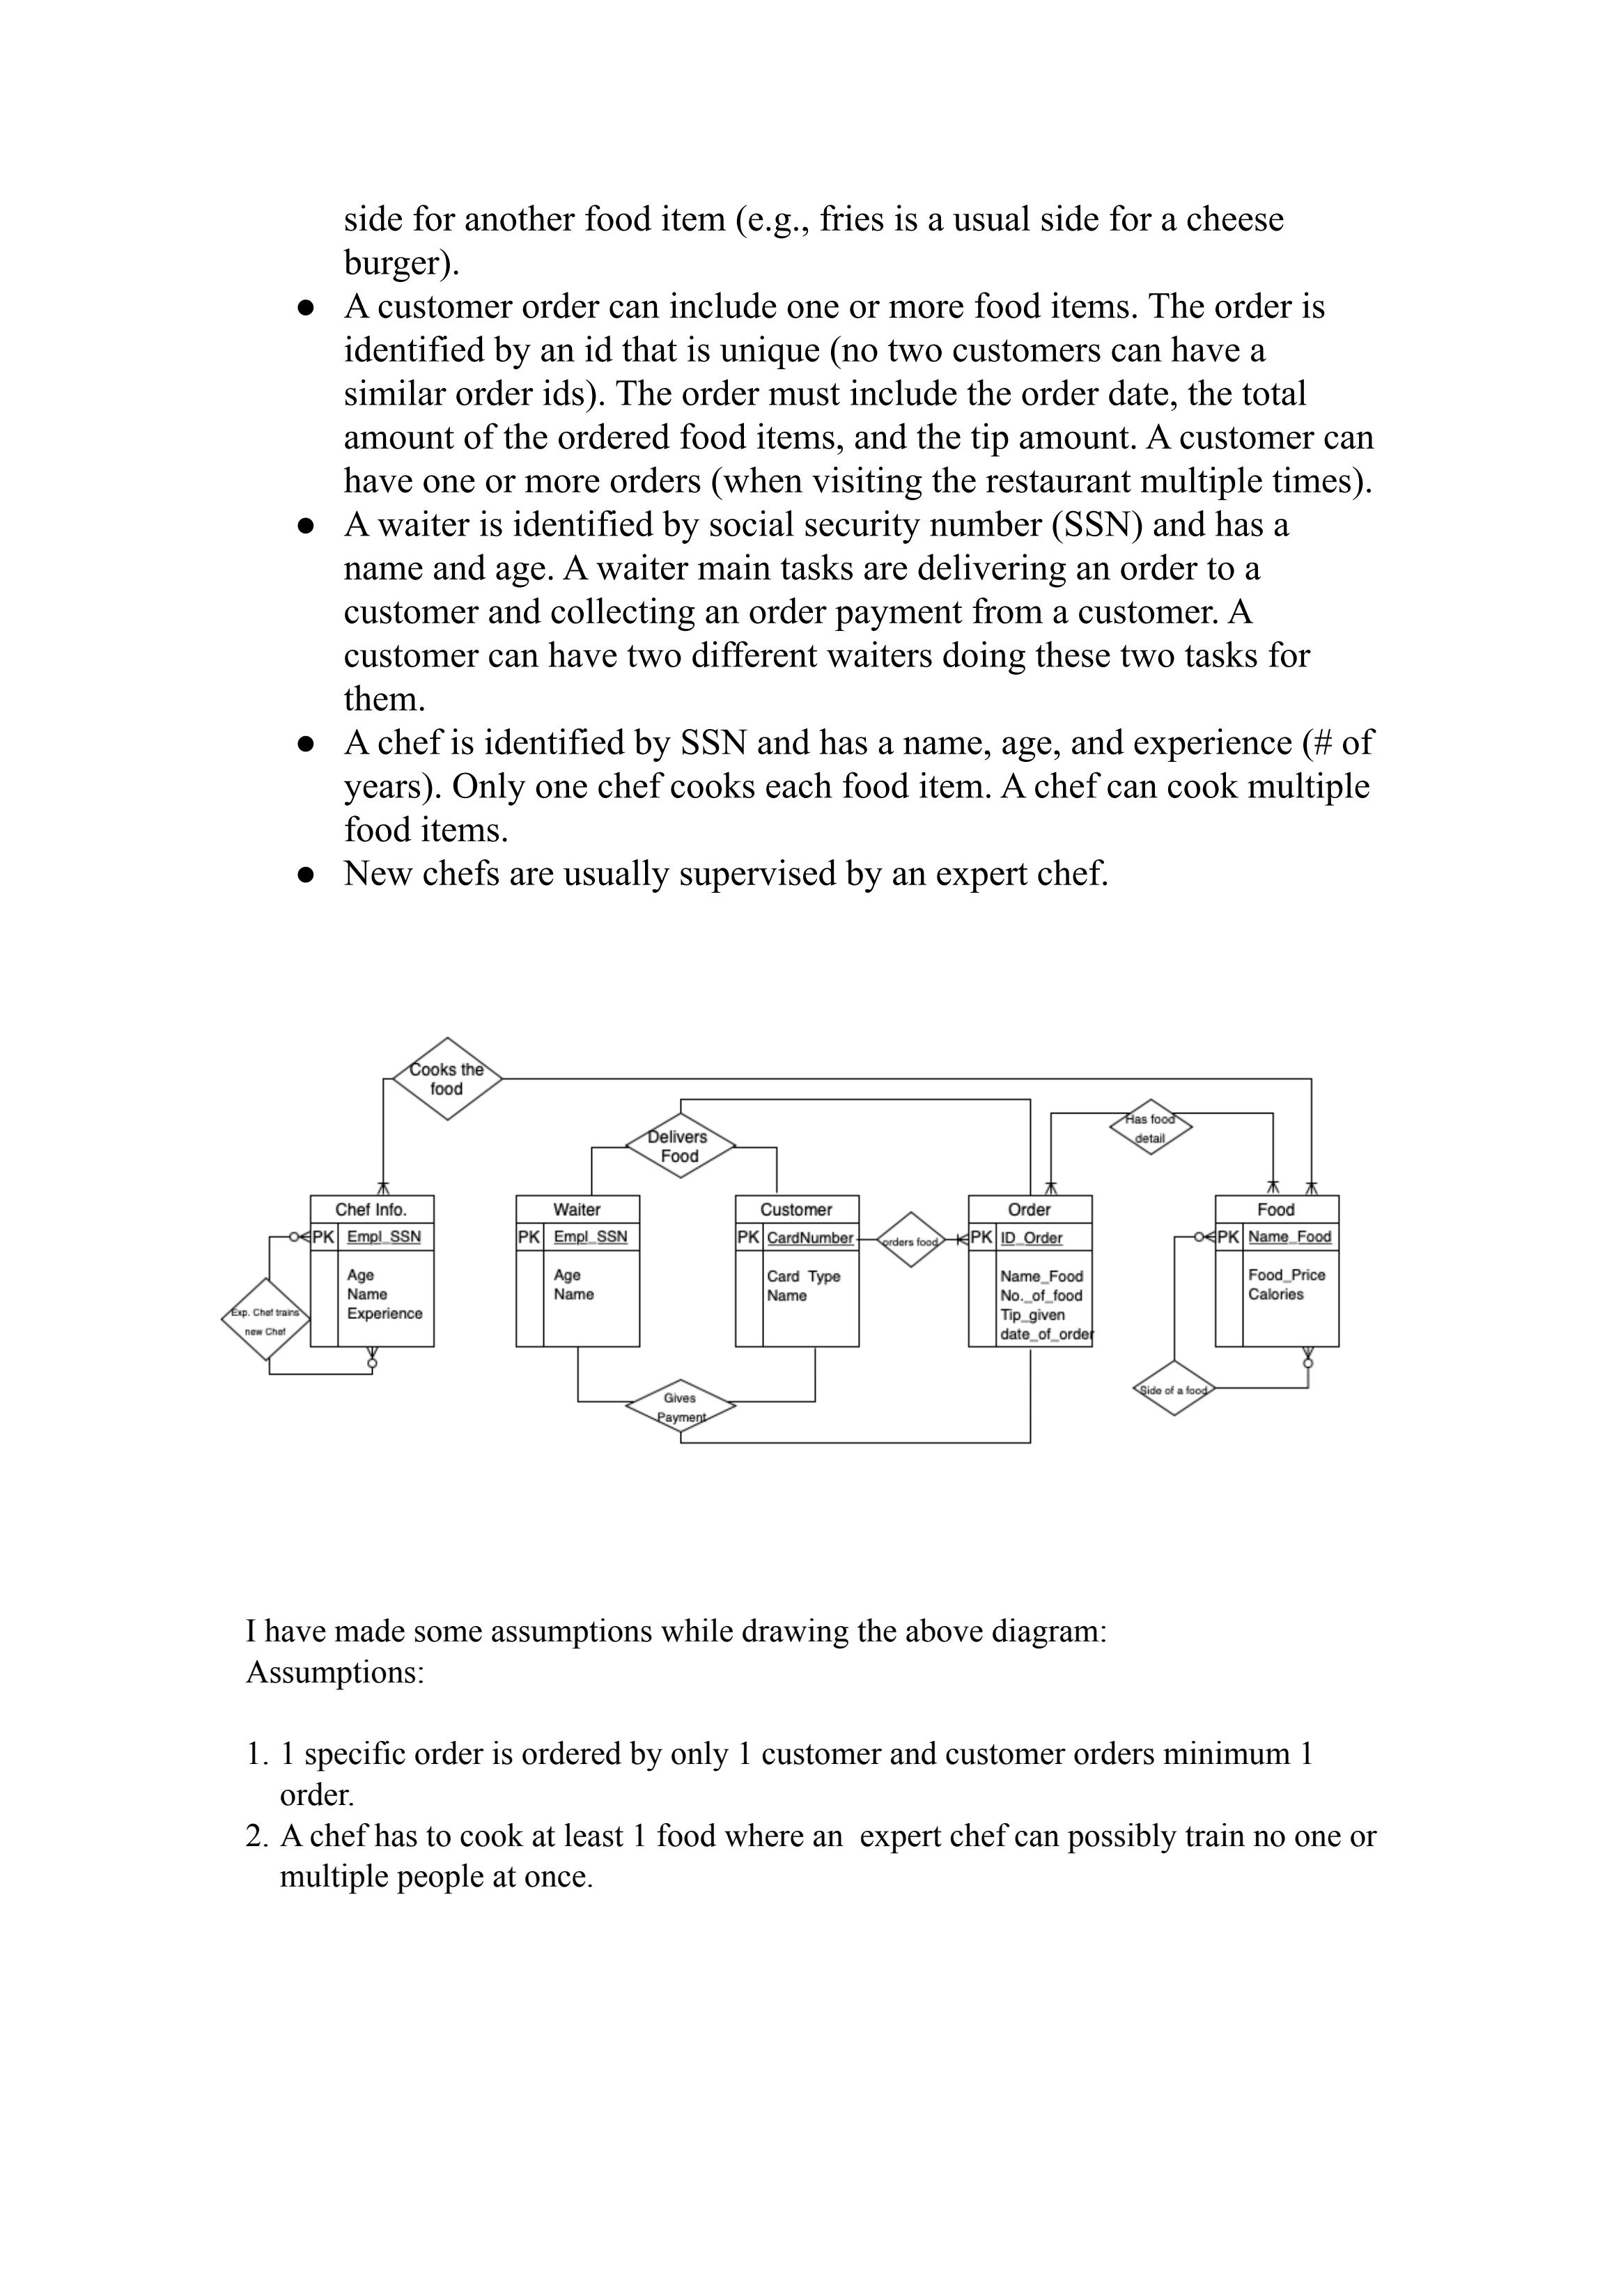 side for another food item (e.g., fries is a usual side for a cheese
burger).
● A customer order can include one or more food items. The order is
identified by an id that is unique (no two customers can have a
similar order ids). The order must include the order date, the total
amount of the ordered food items, and the tip amount. A customer can
have one or more orders (when visiting the restaurant multiple times).
● A waiter is identified by social security number (SSN) and has a
name and age. A waiter main tasks are delivering an order to a
customer and collecting an order payment from a customer. A
customer can have two different waiters doing these two tasks for
them.
● A chef is identified by SSN and has a name, age, and experience (# of
years). Only one chef cooks each food item. A chef can cook multiple
food items.
● New chefs are usually supervised by an expert chef.
Cooks the
food
Delivers
Food
Has food
detail
Chef Info.
PK Empl_SSN
Age
Name
Experience
Exp. Chef trains
new Chef
Waiter
PK Empl_SSN
Age
Name
Customer
PK CardNumber
Card Type
Name
orders food
Order
PK ID_Order
Name_Food
No._of_food
Tip_given
date_of_order
Food
PK Name_Food
Food_Price
Calories
Gives
Payment
Side of a food
I have made some assumptions while drawing the above diagram:
Assumptions:
1. 1 specific order is ordered by only 1 customer and customer orders minimum 1
order.
2. A chef has to cook at least 1 food where an expert chef can possibly train no one or
multiple people at once.